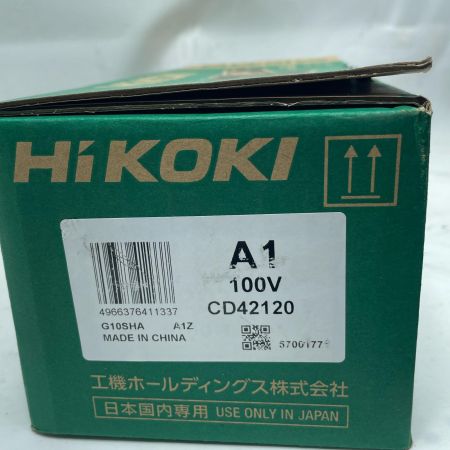 HiKOKI
A1
100V
CD42120
4966376411337
G10SHA A1Z
MADE IN CHINA
工機ホールディングス株式会社
日本国内専用 USE ONLY IN JAPAN